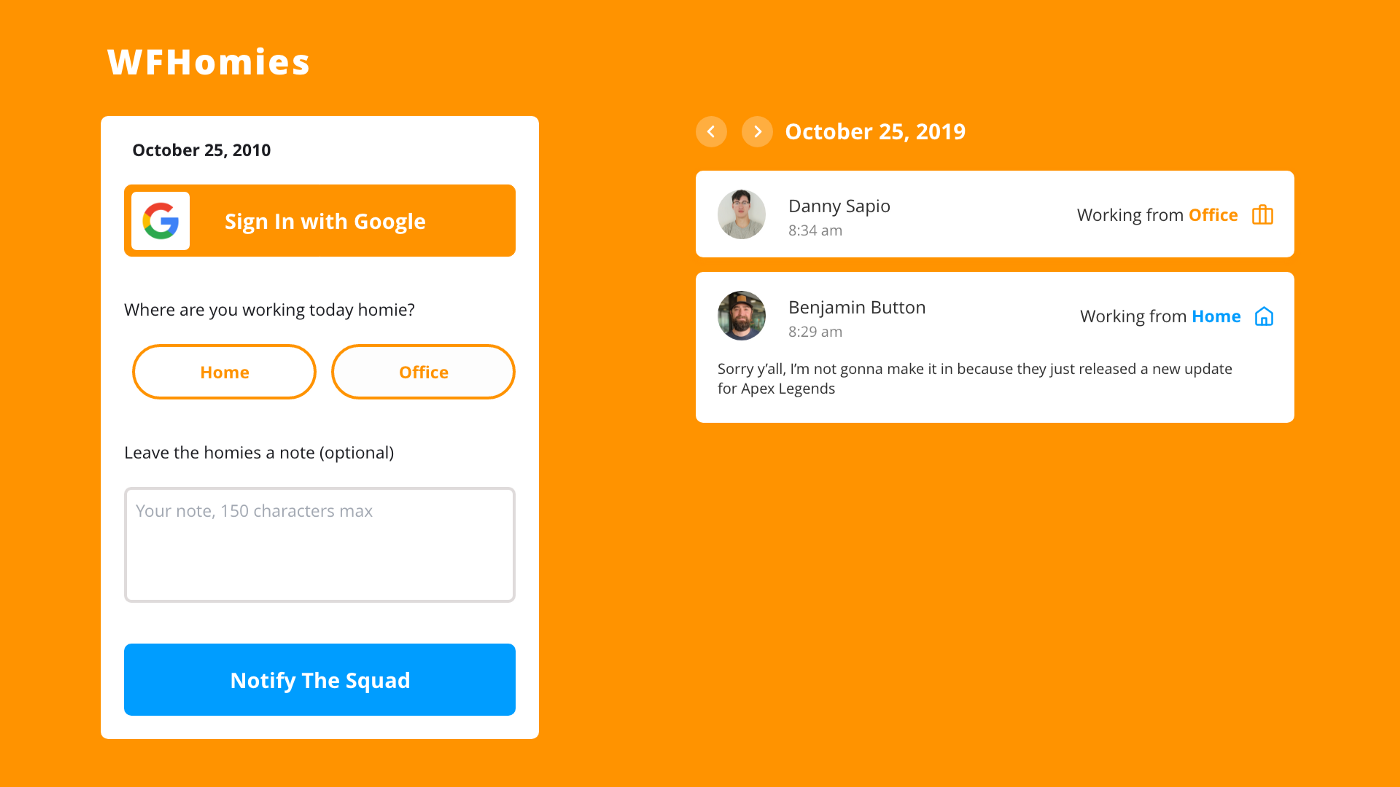 WFHomies
October 25, 2010
Sign In with Google
Where are you working today homie?
Home
Office
Leave the homies a note (optional)
Your note, 150 characters max
Notify The Squad
October 25, 2019
Danny Sapio
8:34 am
Working from Office
Benjamin Button
8:29 am
Working from Home
Sorry y’all, I’m not gonna make it in because they just released a new update
for Apex Legends